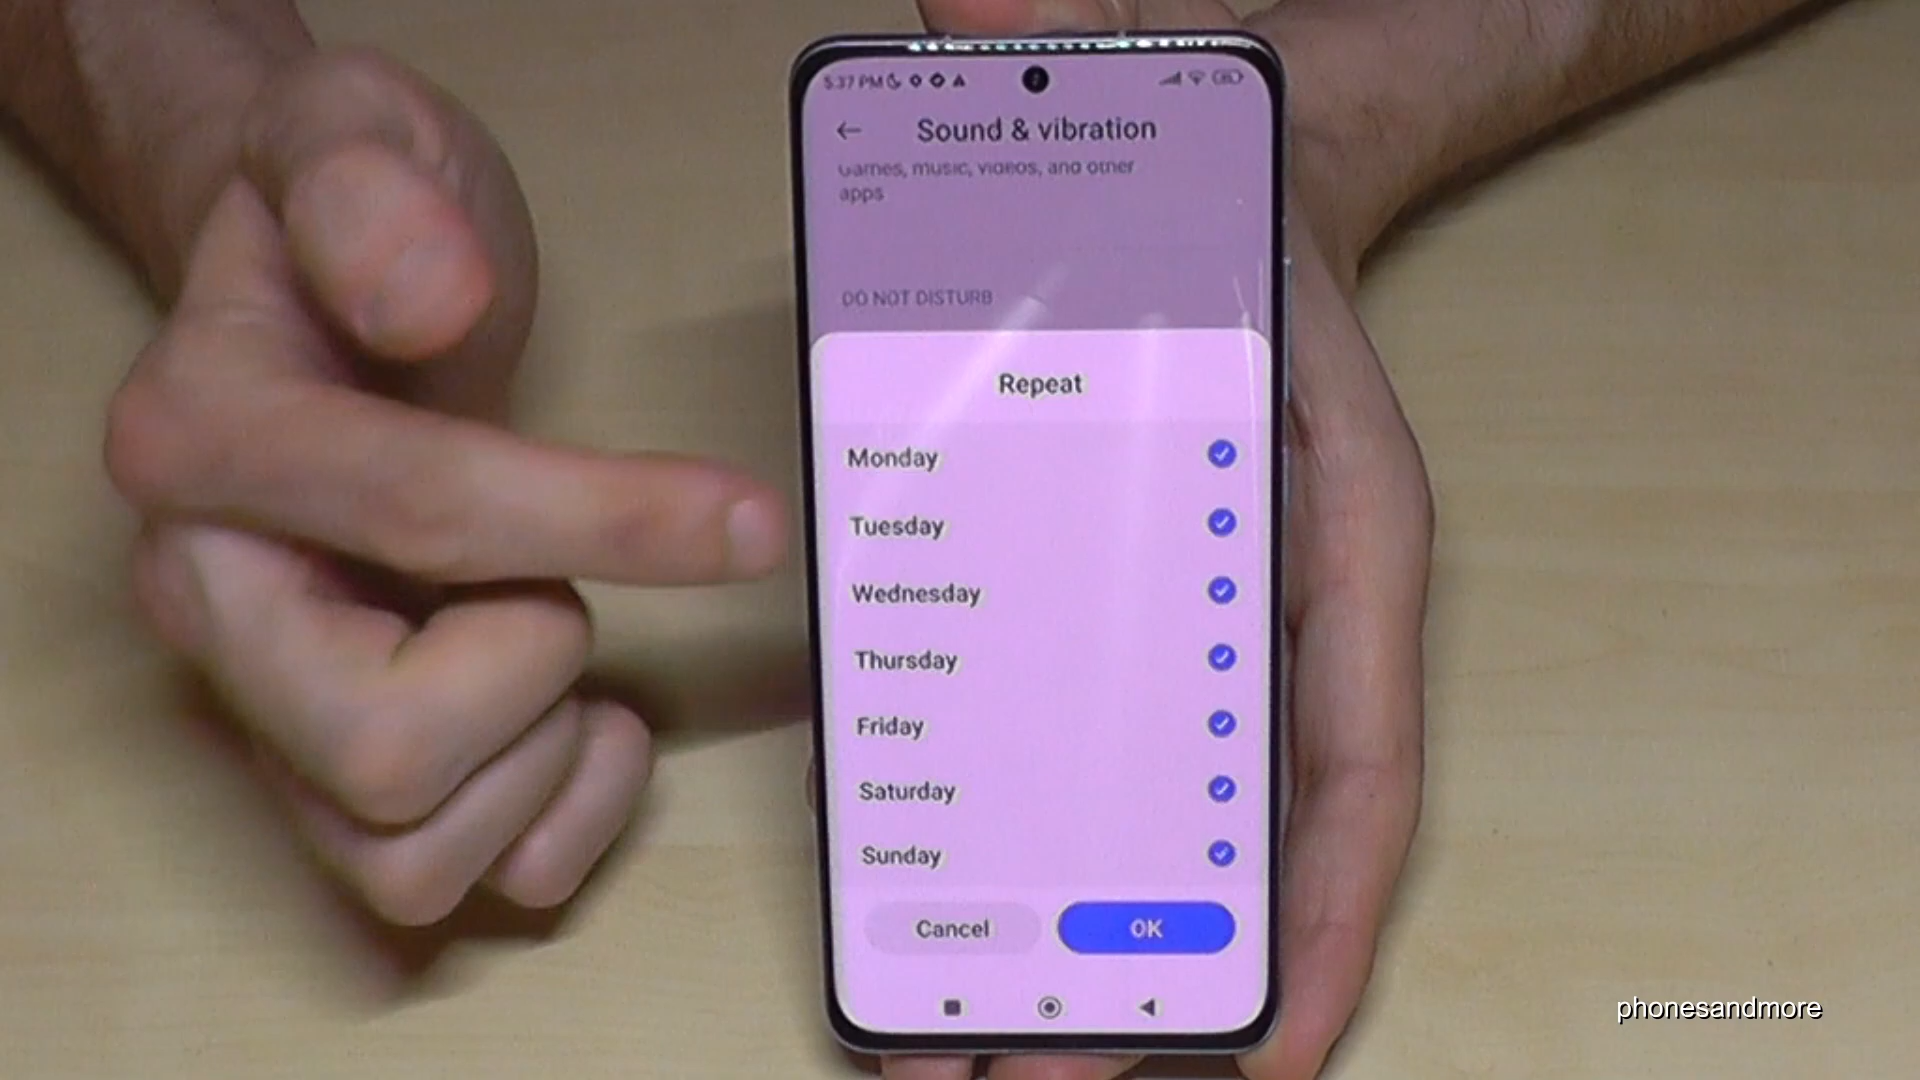 5:37 PM
Sound & vibration
Games, music, videos, and other
apps
DO NOT DISTURB
Repeat
Monday
Tuesday
Wednesday
Thursday
Friday
Saturday
Sunday
Cancel
OK
phonesandmore